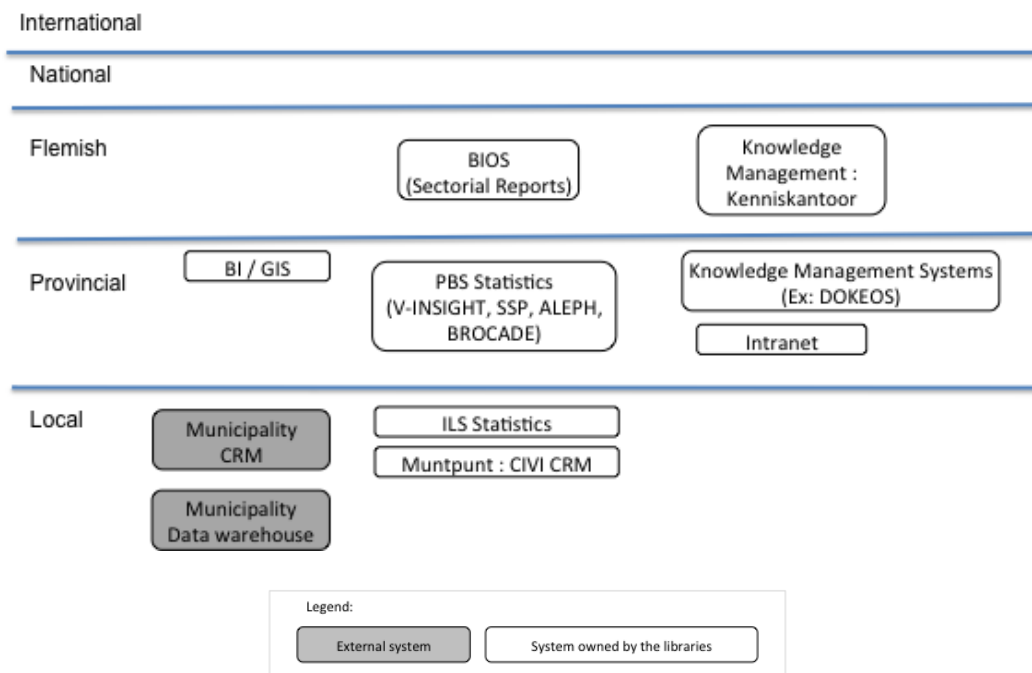 International
National
Flemish
BIOS
(Sectorial Reports)
Knowledge
Management :
Kenniskantoor
Provincial
BI / GIS
PBS Statistics
(V-INSIGHT, SSP, ALEPH,
BROCADE)
Knowledge Management Systems
(Ex: DOKEOS)
Intranet
Local
Municipality
CRM
ILS Statistics
Muntpunt : CIVI CRM
Municipality
Data warehouse
Legend:
External system
System owned by the libraries